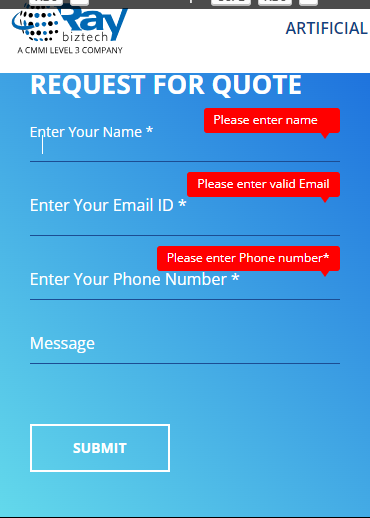 Ray
biztech
A CMMI LEVEL 3 COMPANY
ARTIFICIAL
REQUEST FOR QUOTE
Please enter name
Enter Your Name *
Please enter valid Email
Enter Your Email ID *
Please enter Phone number*
Enter Your Phone Number *
Message
SUBMIT